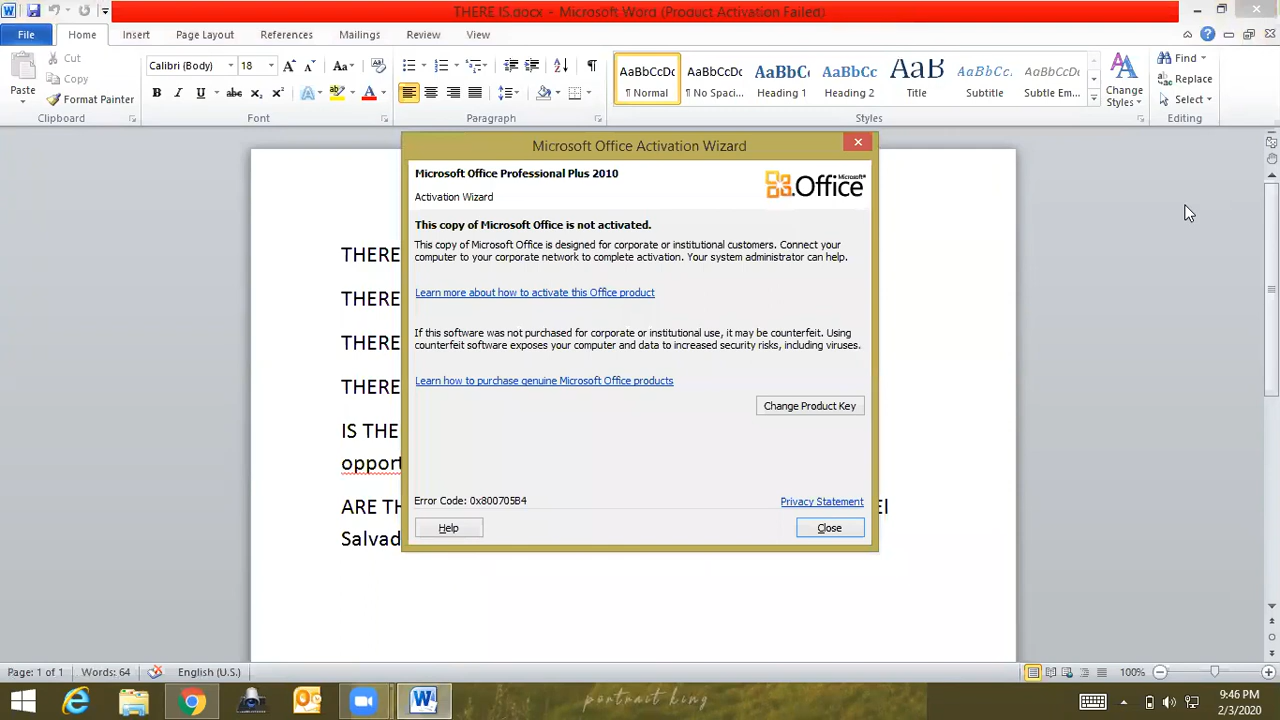 THERE IS.docx - Microsoft Word (Product Activation Failed)
File Home Insert Page Layout References Mailings Review View
Cut
Copy
Format Painter
Paste
Clipboard
Calibri (Body) 18
Font
Paragraph
AaBbCcDc AaBbCcDc AaBbCc AaBbCc AaB AaBbCcL AaBbCcDc
¶ Normal ¶ No Spaci... Heading 1 Heading 2 Title Subtitle Subtle Em...
Change
Styles
Styles
Find
Replace
Select
Editing
THERE
THERE
THERE
THERE
IS THE
opport
ARE TH
Salvad
Microsoft Office Activation Wizard
Microsoft Office Professional Plus 2010
Activation Wizard
Microsoft Office
This copy of Microsoft Office is not activated.
This copy of Microsoft Office is designed for corporate or institutional customers. Connect your
computer to your corporate network to complete activation. Your system administrator can help.
Learn more about how to activate this Office product
If this software was not purchased for corporate or institutional use, it may be counterfeit. Using
counterfeit software exposes your computer and data to increased security risks, including viruses.
Learn how to purchase genuine Microsoft Office products
Change Product Key
Error Code: 0x800705B4
Privacy Statement
Help
Close
Page: 1 of 1 Words: 64 English (U.S.) 100%
portrait king
9:46 PM
2/3/2020